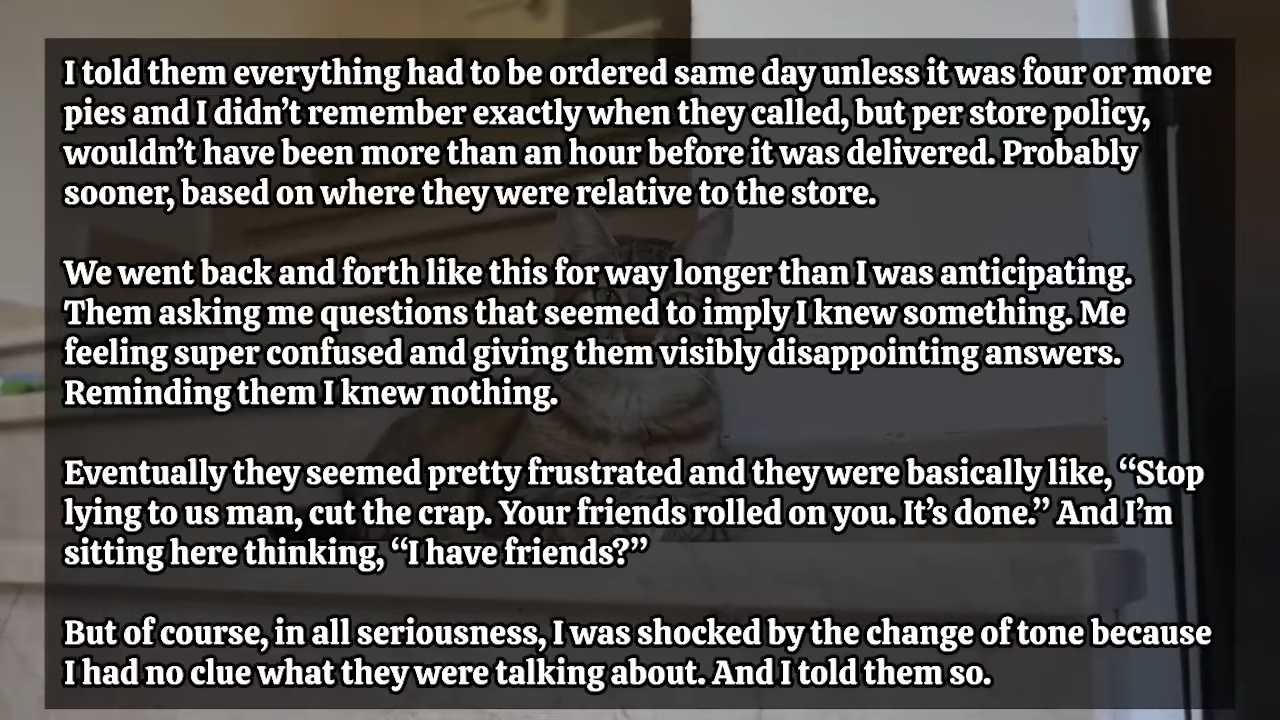 I told them everything had to be ordered same day unless it was four or more
pies and I didn’t remember exactly when they called, but per store policy,
wouldn’t have been more than an hour before it was delivered. Probably
sooner, based on where they were relative to the store.
We went back and forth like this for way longer than I was anticipating.
Them asking me questions that seemed to imply I knew something. Me
feeling super confused and giving them visibly disappointing answers.
Reminding them I knew nothing.
Eventually they seemed pretty frustrated and they were basically like, “Stop
lying to us man, cut the crap. Your friends rolled on you. It’s done.” And I’m
sitting here thinking, “I have friends?”
But of course, in all seriousness, I was shocked by the change of tone because
I had no clue what they were talking about. And I told them so.